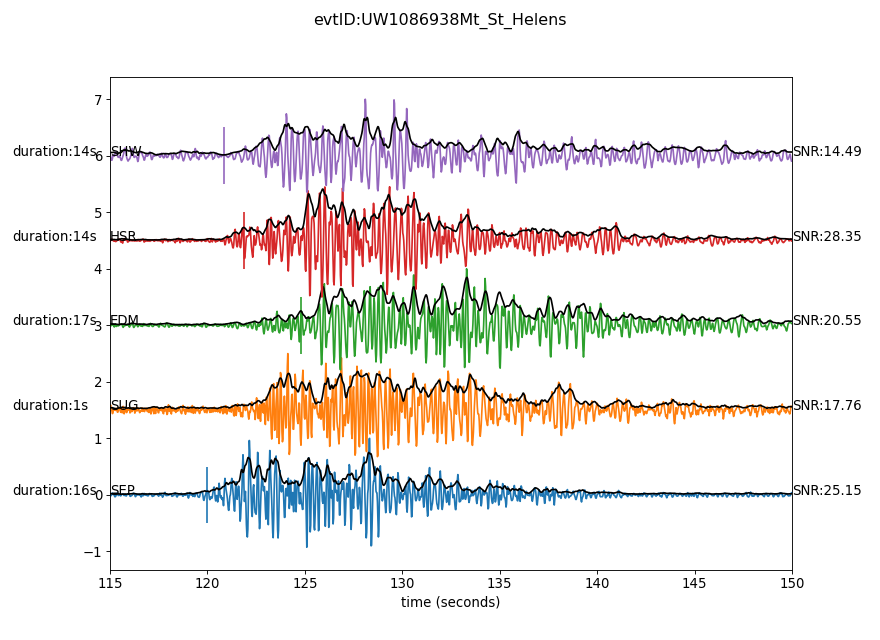 evtID:UW1086938Mt_St_Helens
7
duration:14s SHW SNR:14.49
6
5
duration:14s HSR SNR:28.35
4
duration:17s EDM SNR:20.55
3
2
duration:1s SUG SNR:17.76
1
duration:16s SEP SNR:25.15
0
−1
115 120 125 130 135 140 145 150
time (seconds)